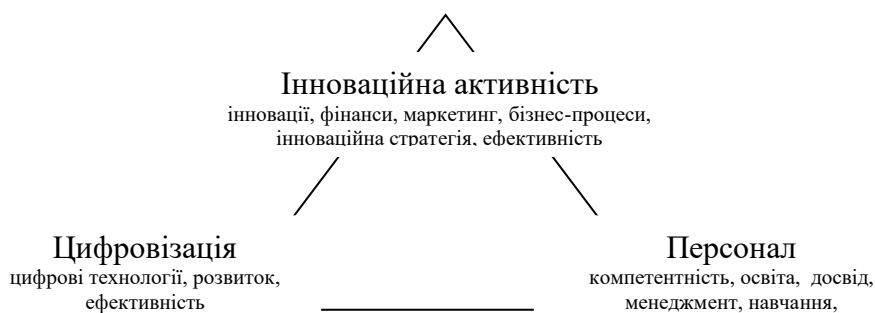 Інноваційна активність
інновації, фінанси, маркетинг, бізнес-процеси,
інноваційна стратегія, ефективність
Цифровізація
цифрові технології, розвиток,
ефективність
Персонал
компетентність, освіта, досвід,
менеджмент, навчання,